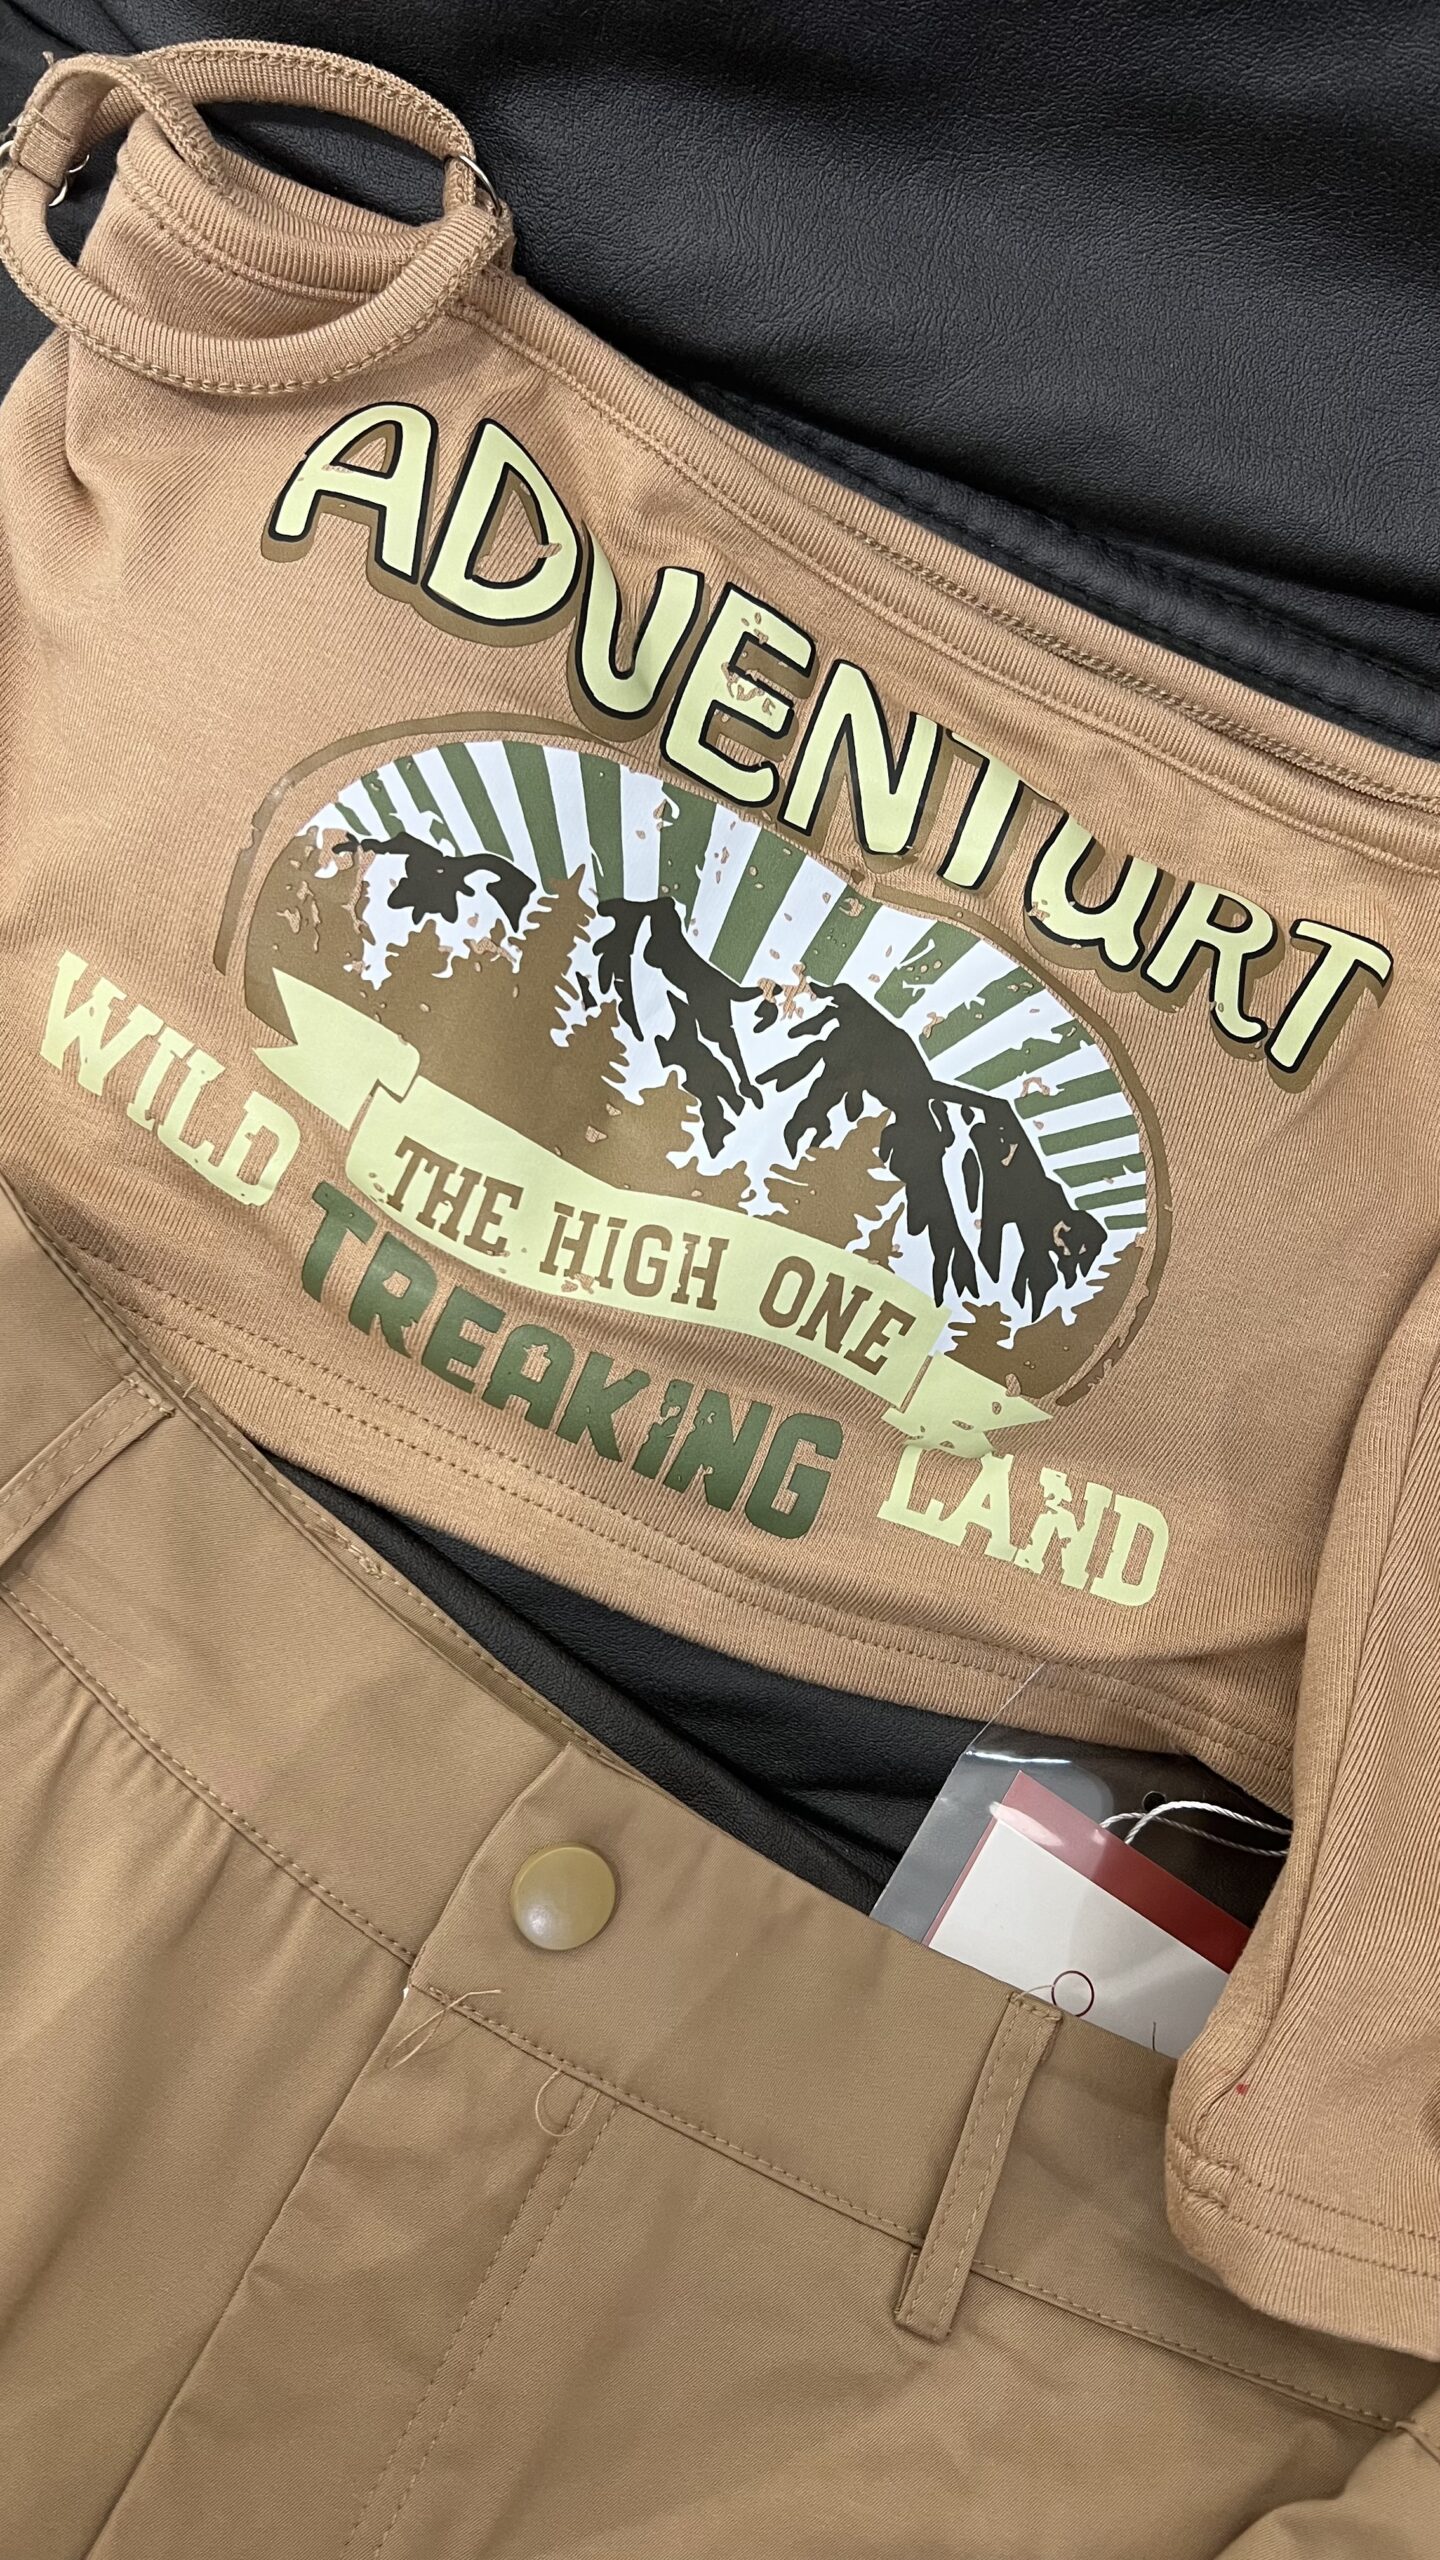 ADVENTURT
THE HIGH ONE
WILD TREAKING LAND